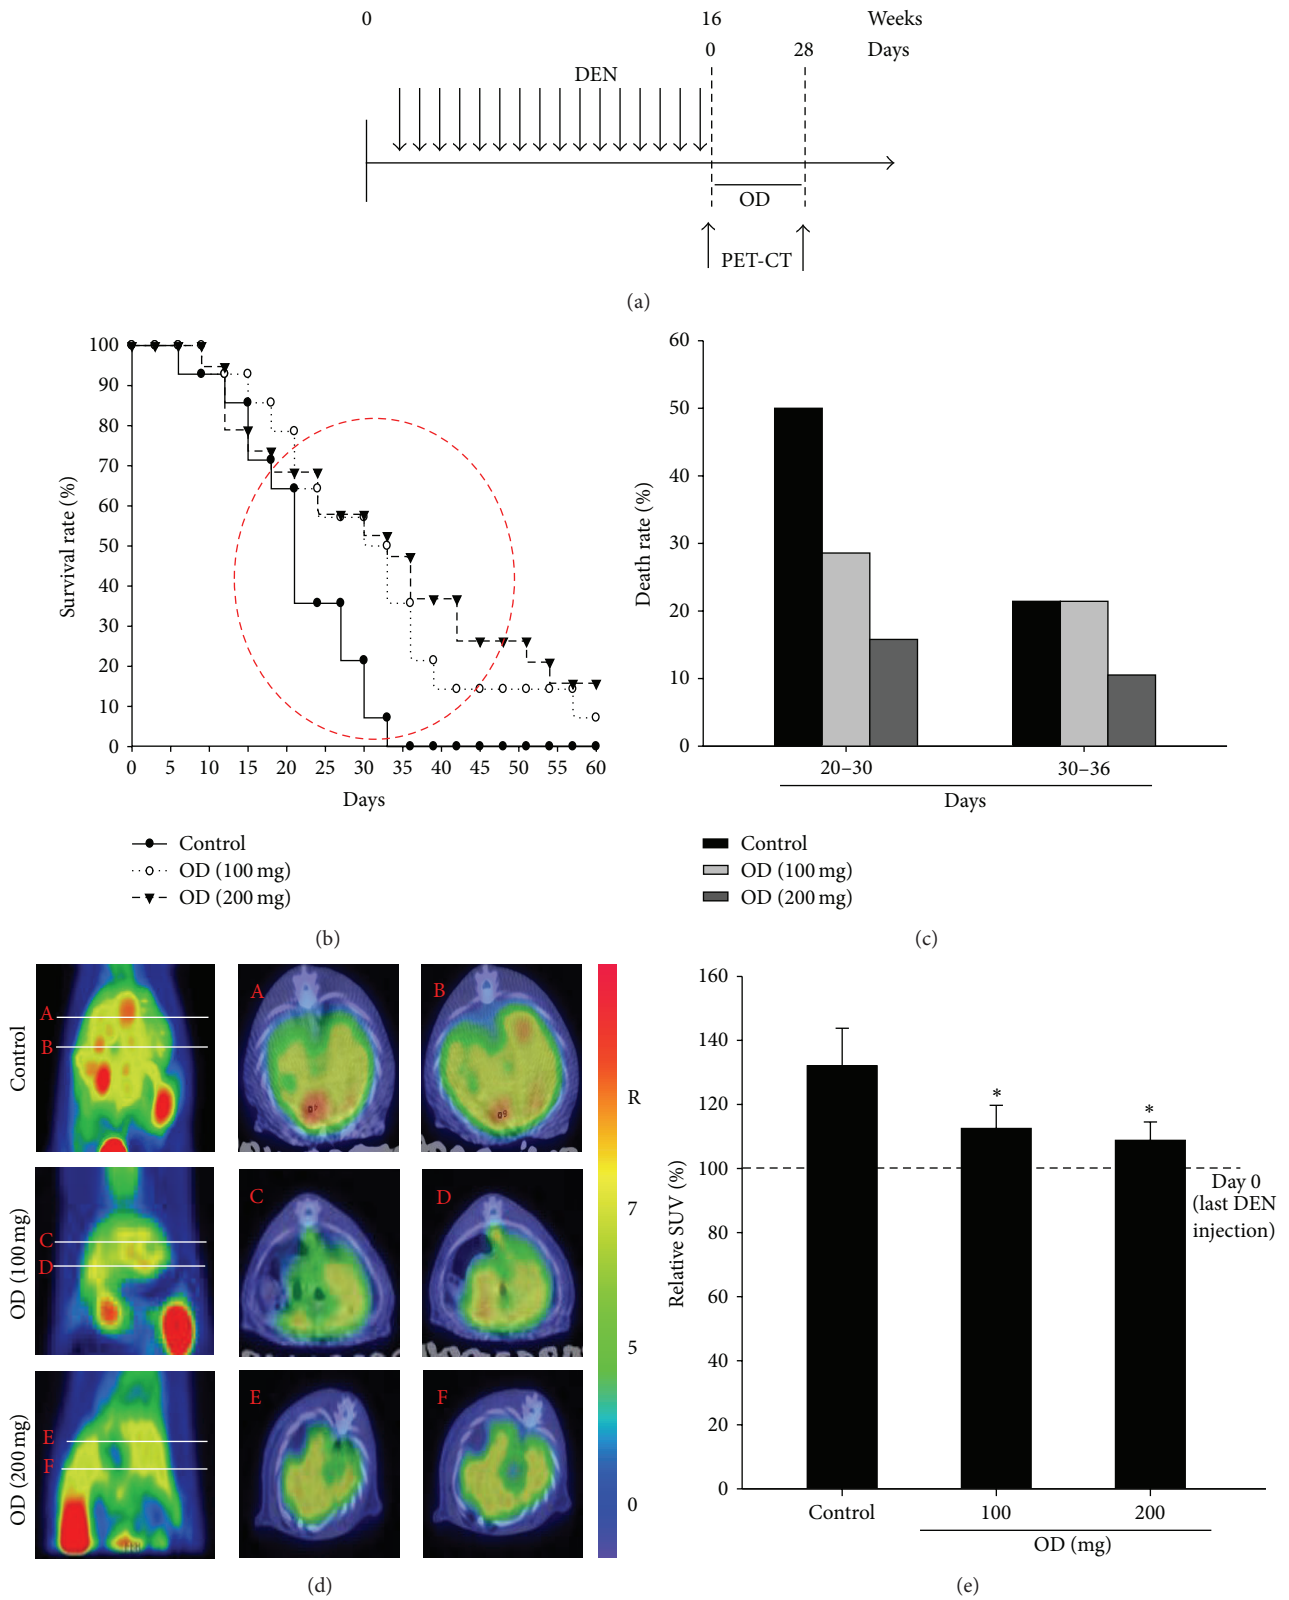 0 16 Weeks
0 28 Days
DEN
OD
PET-CT
(a)
100
90
80
70
60
50
40
30
20
10
0
Survival rate (%)
0 5 10 15 20 25 30 35 40 45 50 55 60
Days
Control
OD (100 mg)
OD (200 mg)
(b)
60
50
40
30
20
10
0
Death rate (%)
20–30 30–36
Days
Control
OD (100 mg)
OD (200 mg)
(c)
Control
A
B
A
B
OD (100 mg)
C
D
C
D
OD (200 mg)
E
F
E
F
R
7
5
0
(d)
160
140
120
100
80
60
40
20
0
Relative SUV (%)
* *
Day 0
(last DEN
injection)
Control 100 200
OD (mg)
(e)